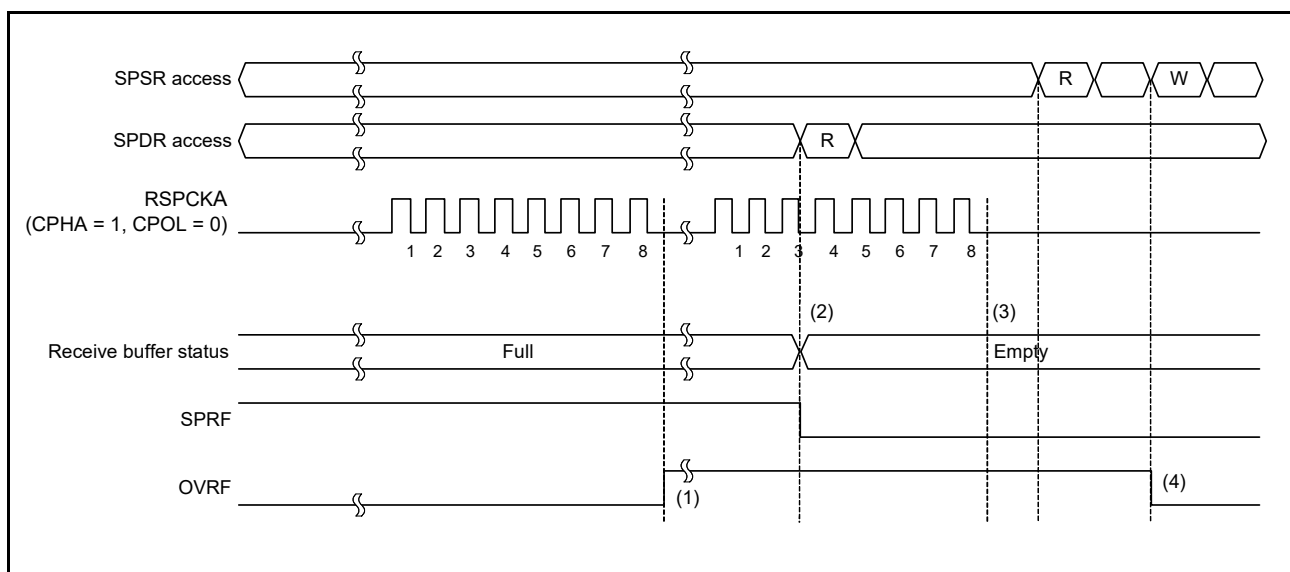 SPSR access
R
W
SPDR access
R
RSPCKA
(CPHA = 1, CPOL = 0)
1 2 3 4 5 6 7 8 1 2 3 4 5 6 7 8
(2) (3)
Receive buffer status
Full
Empty
SPRF
OVRF
(1)
(4)